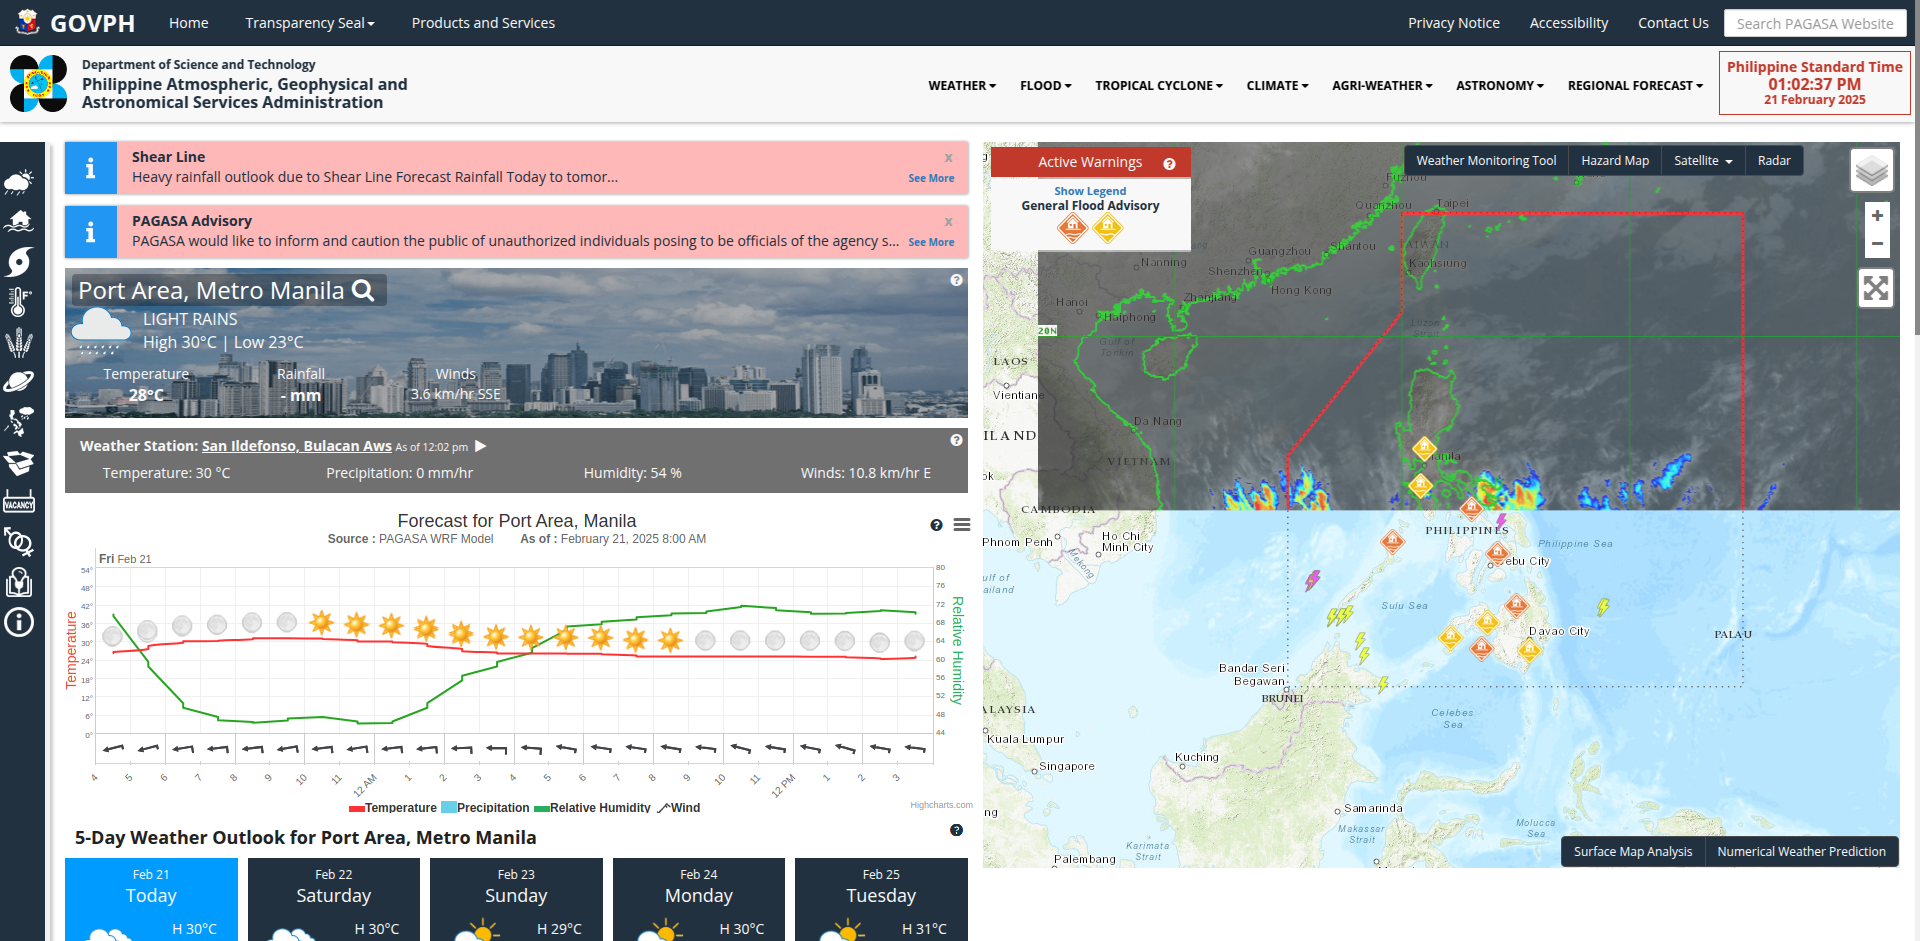 GOVPH
Home
Transparency Seal
Products and Services
Privacy Notice
Accessibility
Contact Us
Search PAGASA Website
Department of Science and Technology
Philippine Atmospheric, Geophysical and
Astronomical Services Administration
WEATHER
FLOOD
TROPICAL CYCLONE
CLIMATE
AGRI-WEATHER
ASTRONOMY
REGIONAL FORECAST
Philippine Standard Time
01:02:37 PM
21 February 2025
Shear Line
x
Heavy rainfall outlook due to Shear Line Forecast Rainfall Today to tomor...
See More
PAGASA Advisory
x
PAGASA would like to inform and caution the public of unauthorized individuals posing to be officials of the agency s...
See More
Port Area, Metro Manila
LIGHT RAINS
High 30°C | Low 23°C
Temperature
28°C
Rainfall
- mm
Winds
3.6 km/hr SSE
Weather Station: San Ildefonso, Bulacan Aws As of 12:02 pm
Temperature: 30 °C
Precipitation: 0 mm/hr
Humidity: 54 %
Winds: 10.8 km/hr E
VACANCY
Forecast for Port Area, Manila
Source : PAGASA WRF Model
As of : February 21, 2025 8:00 AM
Fri Feb 21
Temperature
54°
48°
42°
36°
30°
24°
18°
12°
6°
0°
80
76
72
68
64
60
56
52
48
44
Relative Humidity
4
5
6
7
8
9
10
11
12 AM
1
2
3
4
5
6
7
8
9
10
11
12 PM
1
2
3
Temperature
Precipitation
Relative Humidity
Wind
Highcharts.com
5-Day Weather Outlook for Port Area, Metro Manila
Feb 21
Today
H 30°C
Feb 22
Saturday
H 30°C
Feb 23
Sunday
H 29°C
Feb 24
Monday
H 30°C
Feb 25
Tuesday
H 31°C
Active Warnings
Show Legend
General Flood Advisory
Weather Monitoring Tool
Hazard Map
Satellite
Radar
+
−
Fuzhou
Quanzhou
Taipei
Shantou
TAIWAN
Kaohsiung
Guangzhou
Shenzhen
Hong Kong
Nanning
Zhanjiang
Hanoi
Haiphong
Gulf of
Tonkin
20N
Luzon
Strait
LAOS
Vientiane
ILAND
Da Nang
VIETNAM
anila
ok
CAMBODIA
Phnom Penh
Ho Chi
Minh City
Mekong
ulf of
ailand
PHILIPPINES
Philippine Sea
ebu City
Sulu Sea
Davao City
PALAU
Bandar Seri
Begawan
BRUNEI
ALAYSIA
Celebes
Sea
Kuala Lumpur
Singapore
Kuching
Samarinda
ng
Makassar
Strait
Molucca
Sea
Karimata
Strait
Palembang
Surface Map Analysis
Numerical Weather Prediction